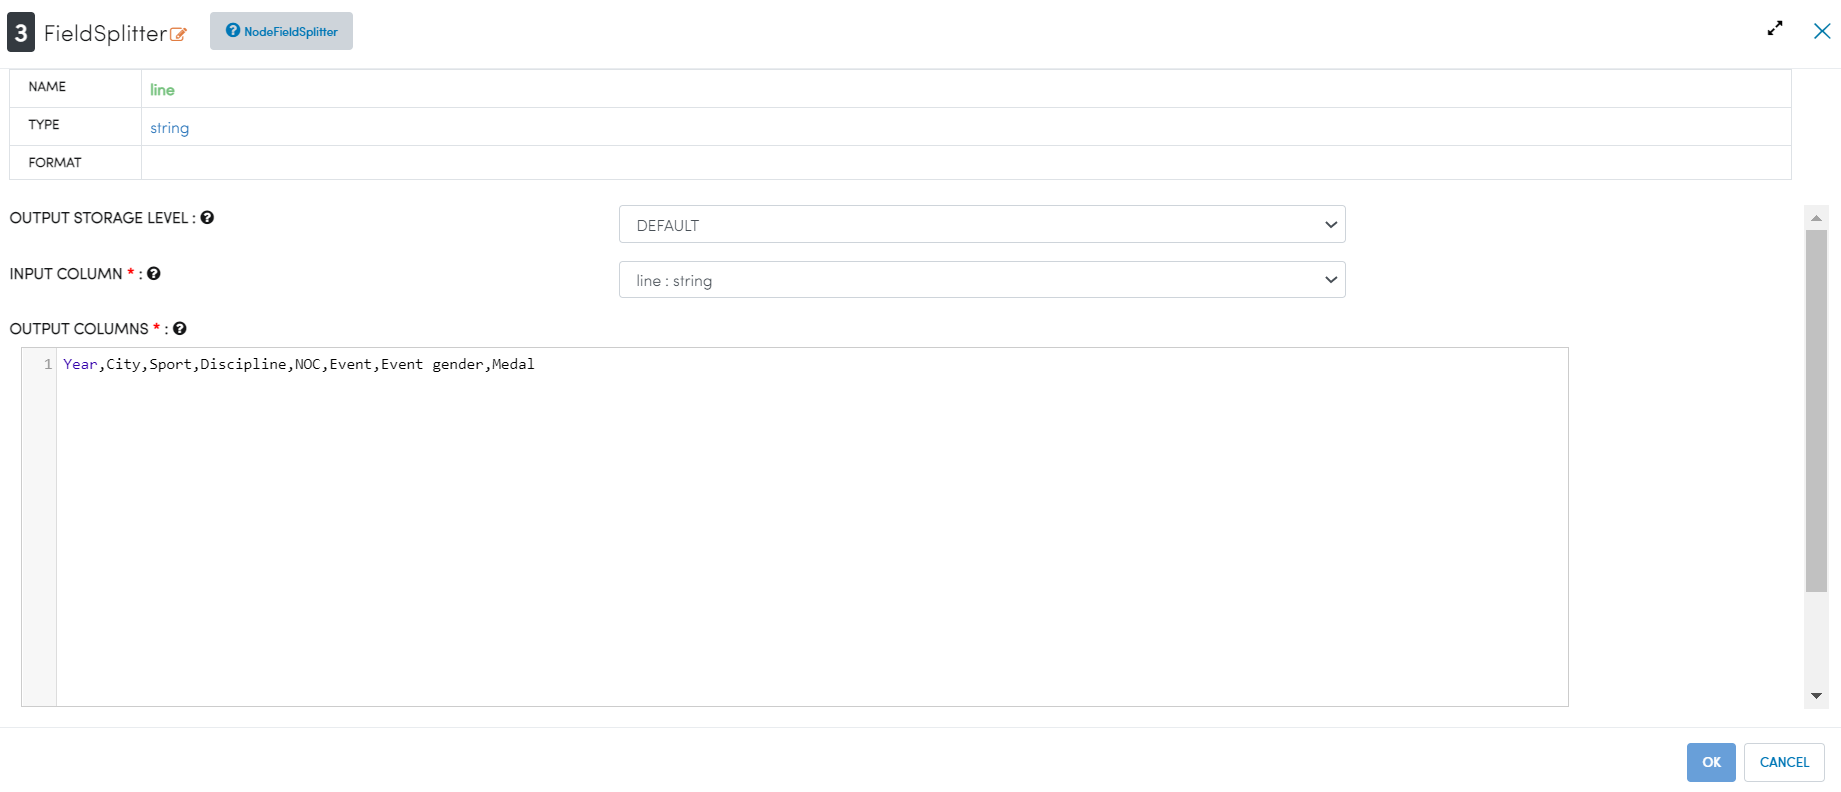 3 FieldSplitter NodeFieldSplitter
NAME line
TYPE string
FORMAT
OUTPUT STORAGE LEVEL : DEFAULT
INPUT COLUMN * : line : string
OUTPUT COLUMNS * :
1 Year,City,Sport,Discipline,NOC,Event,Event gender,Medal
OK CANCEL